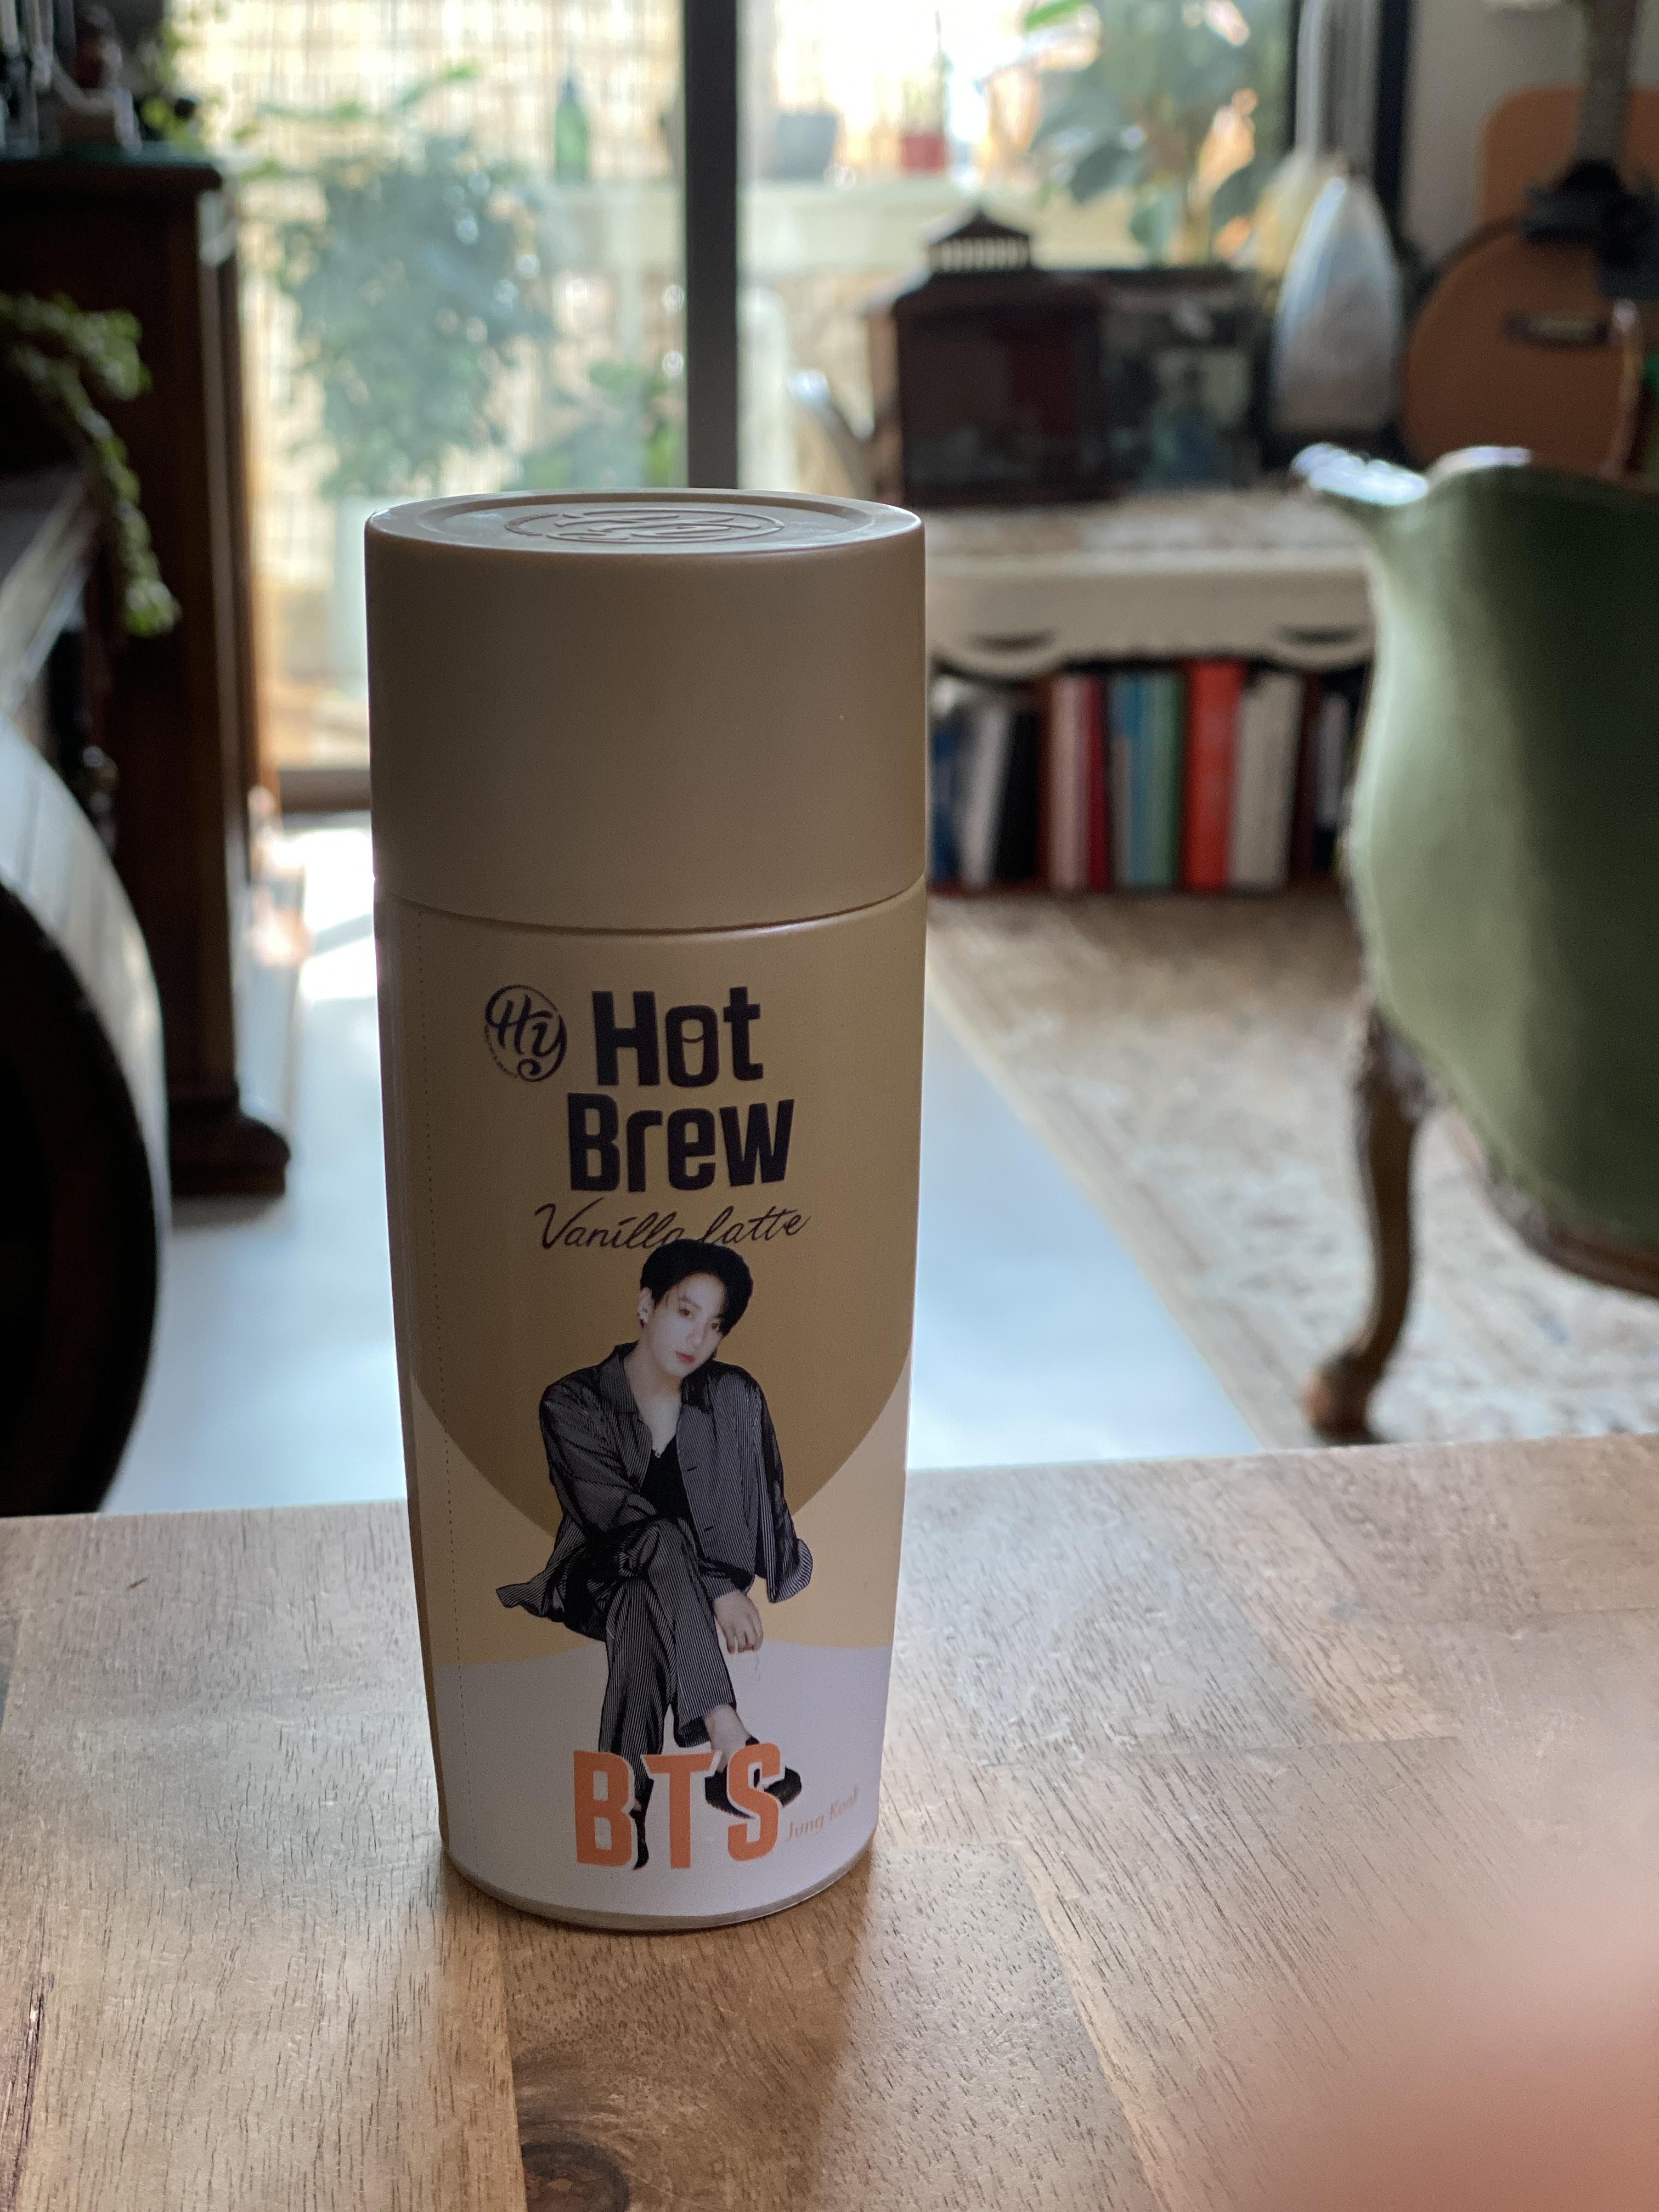 Hy
Hot
Brew
Vanilla latte
BTS
Jung Kook